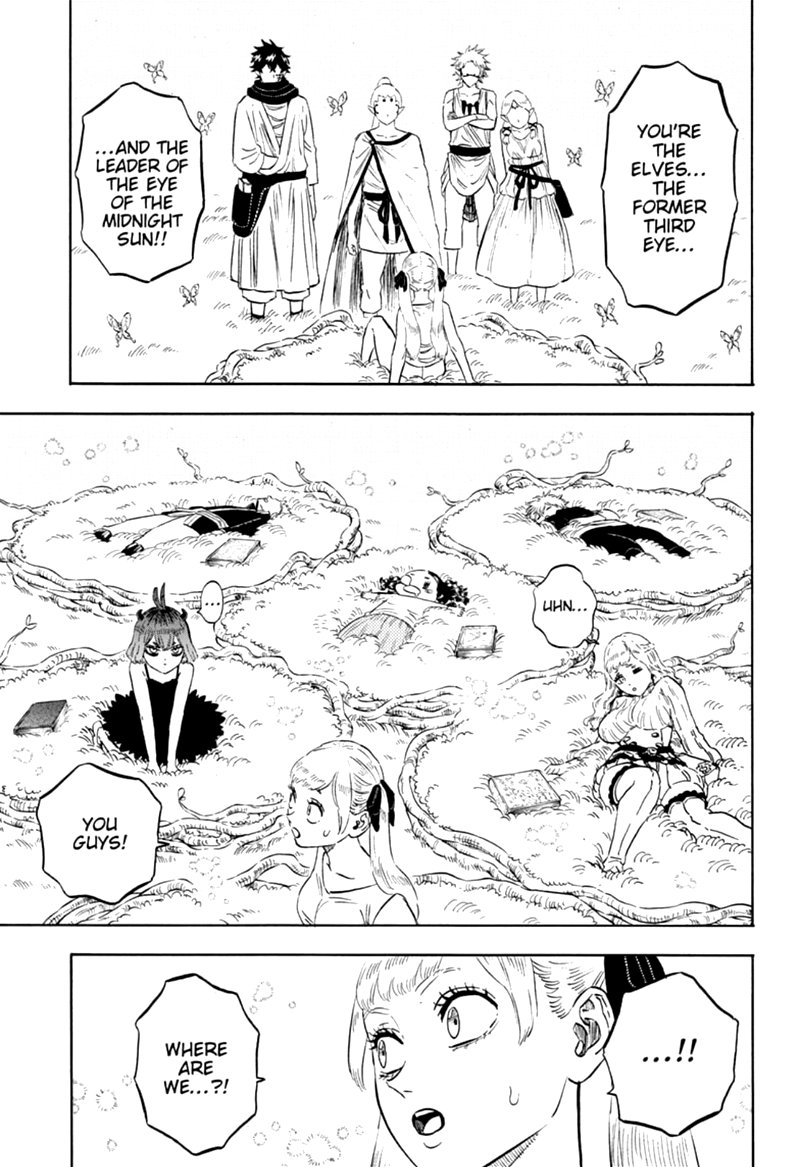 YOU'RE
THE
ELVES...
THE
FORMER
THIRD
EYE...
...AND THE
LEADER OF
THE EYE
OF THE
MIDNIGHT
SUN!!
UHN...
...
YOU
GUYS!
...!!
WHERE
ARE
WE...?!